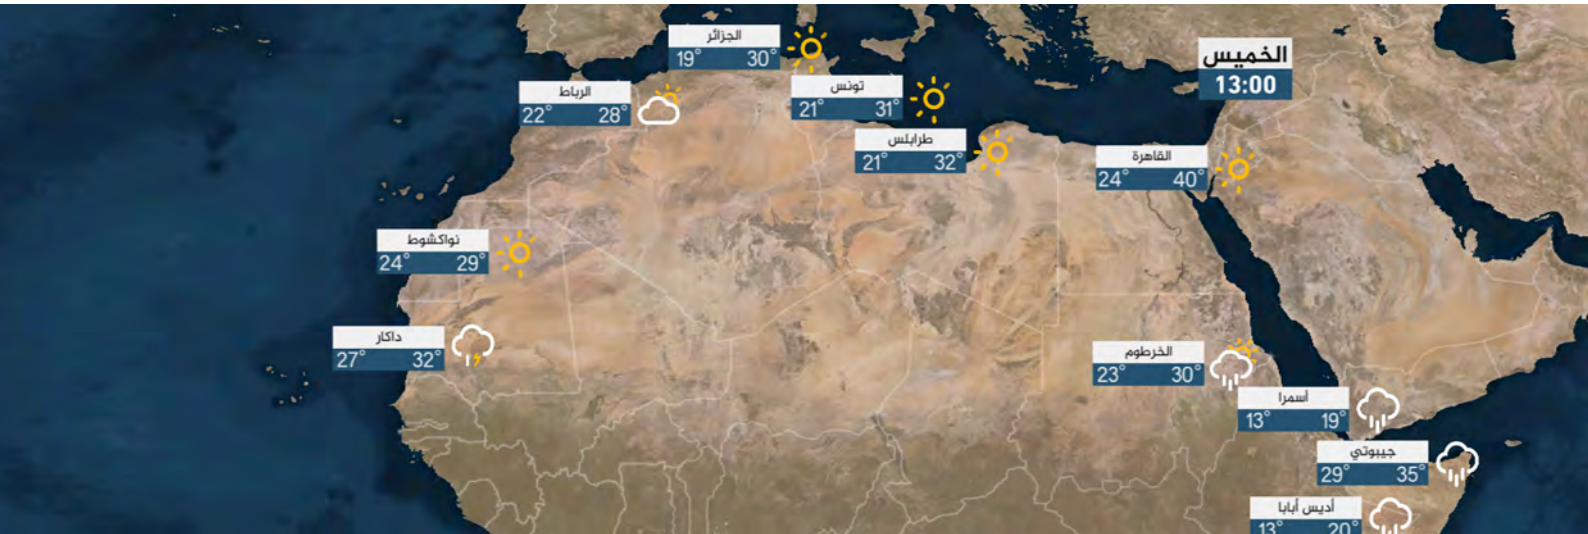 الجزائر
19° 30°
الخميس
13:00
تونس
21° 31°
الرباط
22° 28°
طرابلس
21° 32°
القاهرة
24° 40°
نواكشوط
24° 29°
داكار
27° 32°
الخرطوم
23° 30°
أسمرا
13° 19°
جيبوتي
29° 35°
أديس أبابا
13° 20°